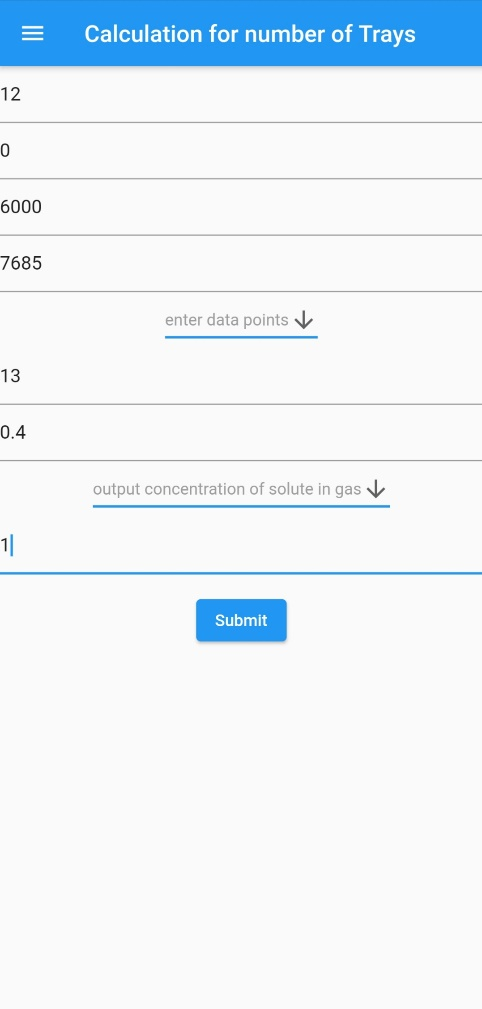 Calculation for number of Trays
12
0
6000
7685
enter data points
13
0.4
output concentration of solute in gas
1
Submit